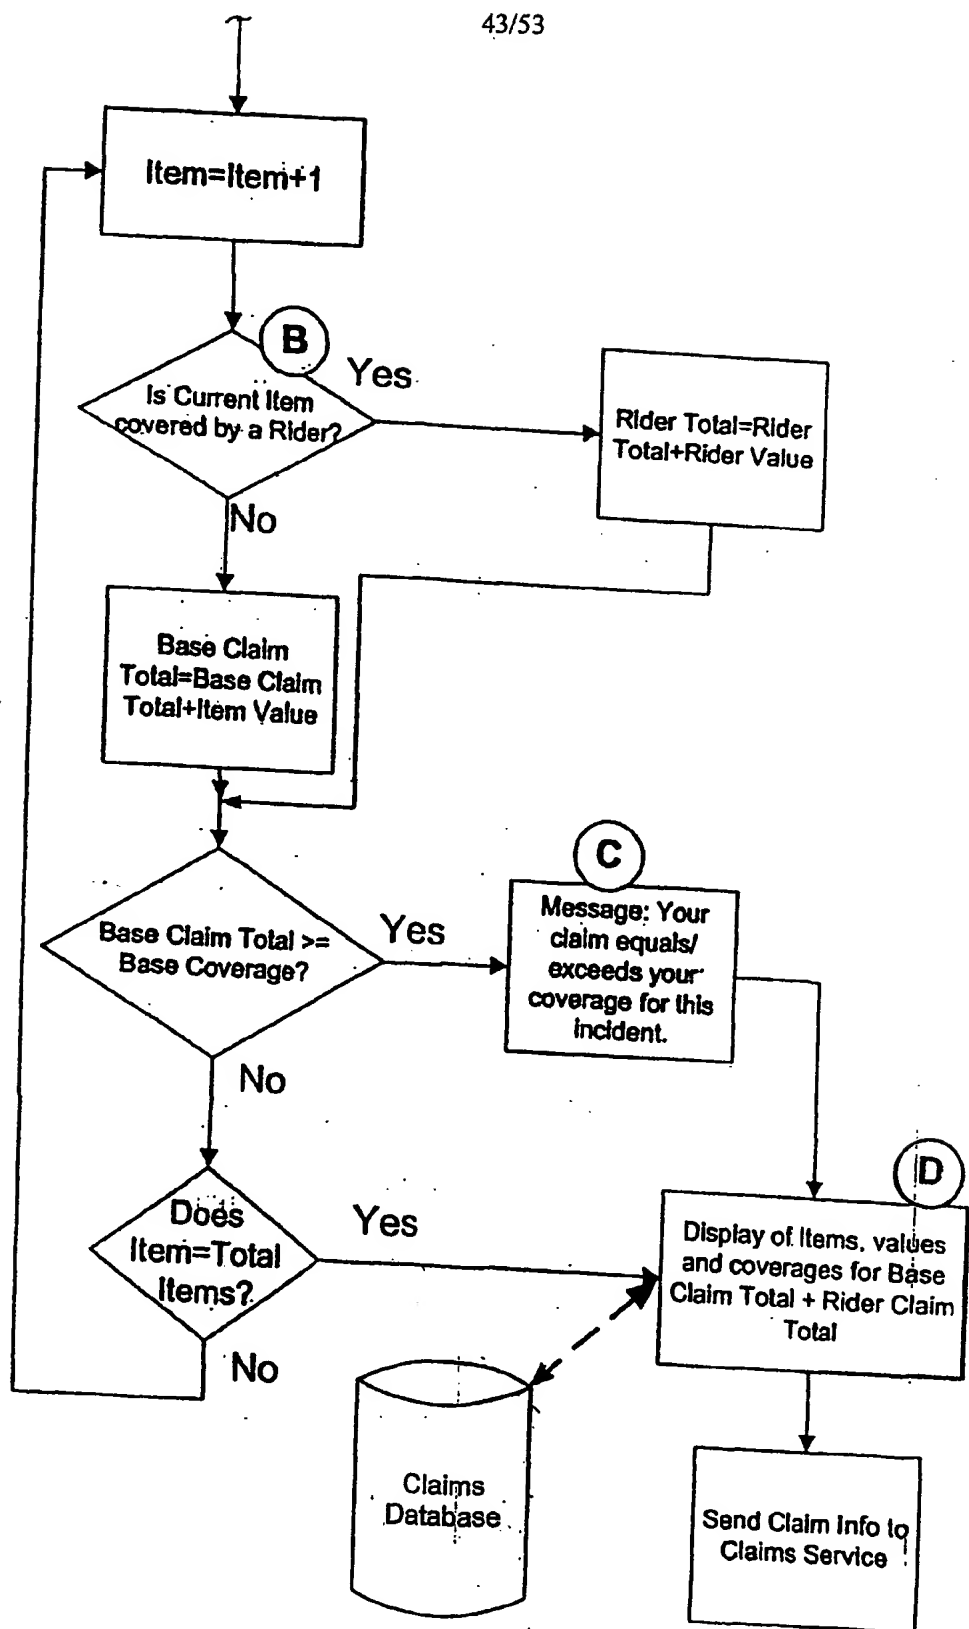 43/53
Item=Item+1
B
Yes
Is Current Item
covered by a Rider?
Rider Total=Rider
Total+Rider Value
No
Base Claim
Total=Base Claim
Total+Item Value
C
Base Claim Total >=
Base Coverage?
Yes
Message: Your
claim equals/
exceeds your
coverage for this
incident.
No
D
Does
Item=Total
Items?
Yes
Display of Items, values
and coverages for Base
Claim Total + Rider Claim
Total
No
Claims
Database
Send Claim Info to
Claims Service